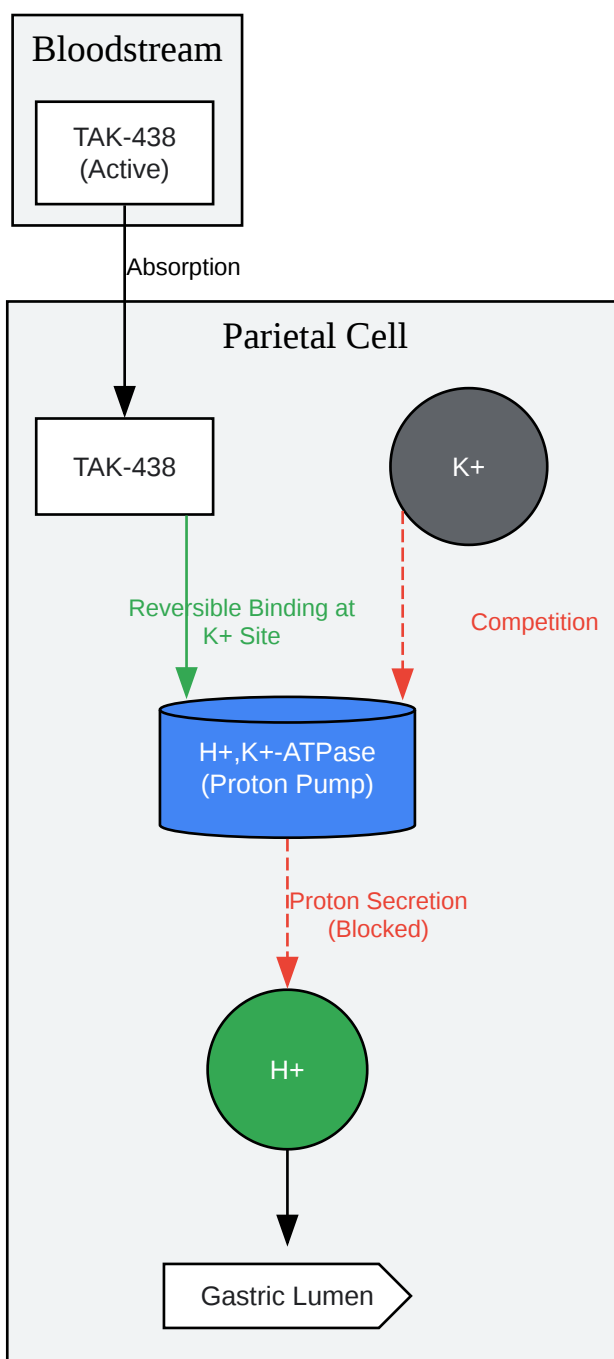 Bloodstream
TAK-438
(Active)
Absorption
Parietal Cell
TAK-438
K+
Reversible Binding at
K+ Site
Competition
H+,K+-ATPase
(Proton Pump)
Proton Secretion
(Blocked)
H+
Gastric Lumen